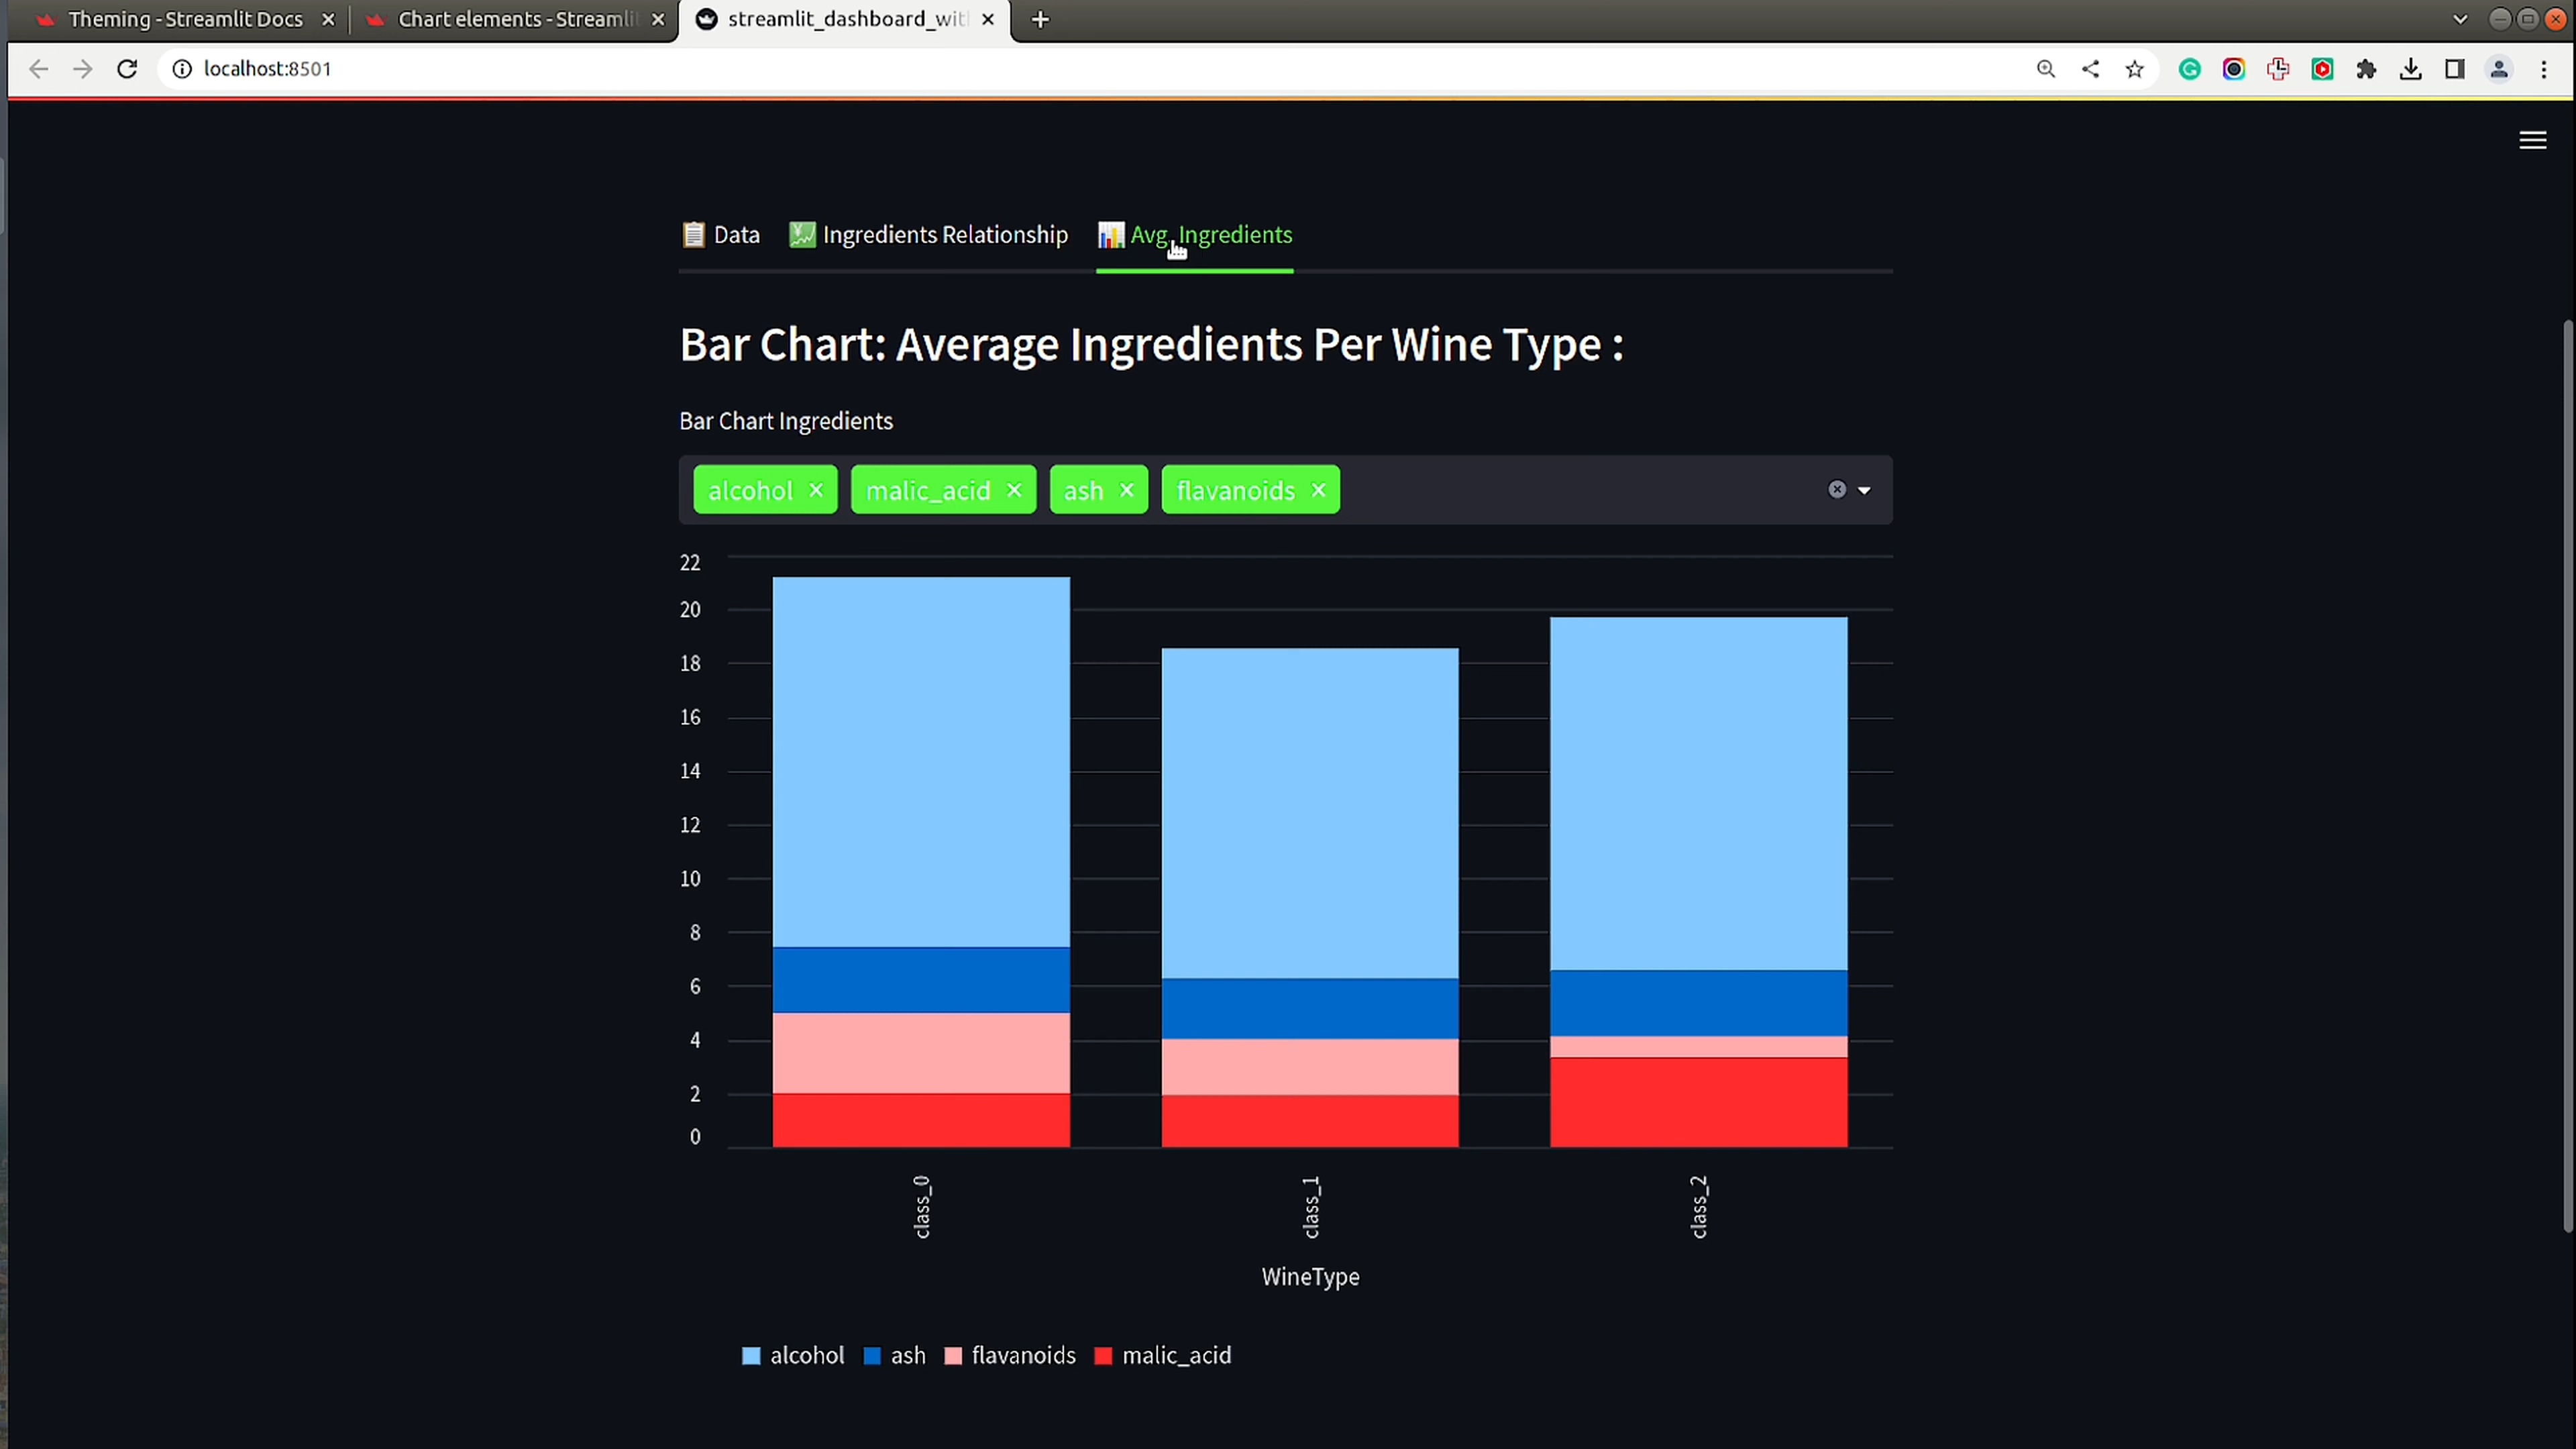 Theming - Streamlit Docs
Chart elements - Streamlit
streamlit_dashboard_wit
localhost:8501
Data
Ingredients Relationship
Avg. Ingredients
Bar Chart: Average Ingredients Per Wine Type :
Bar Chart Ingredients
alcohol malic_acid ash flavanoids
22
20
18
16
14
12
10
8
6
4
2
0
class_0
class_1
class_2
WineType
alcohol ash flavanoids malic_acid